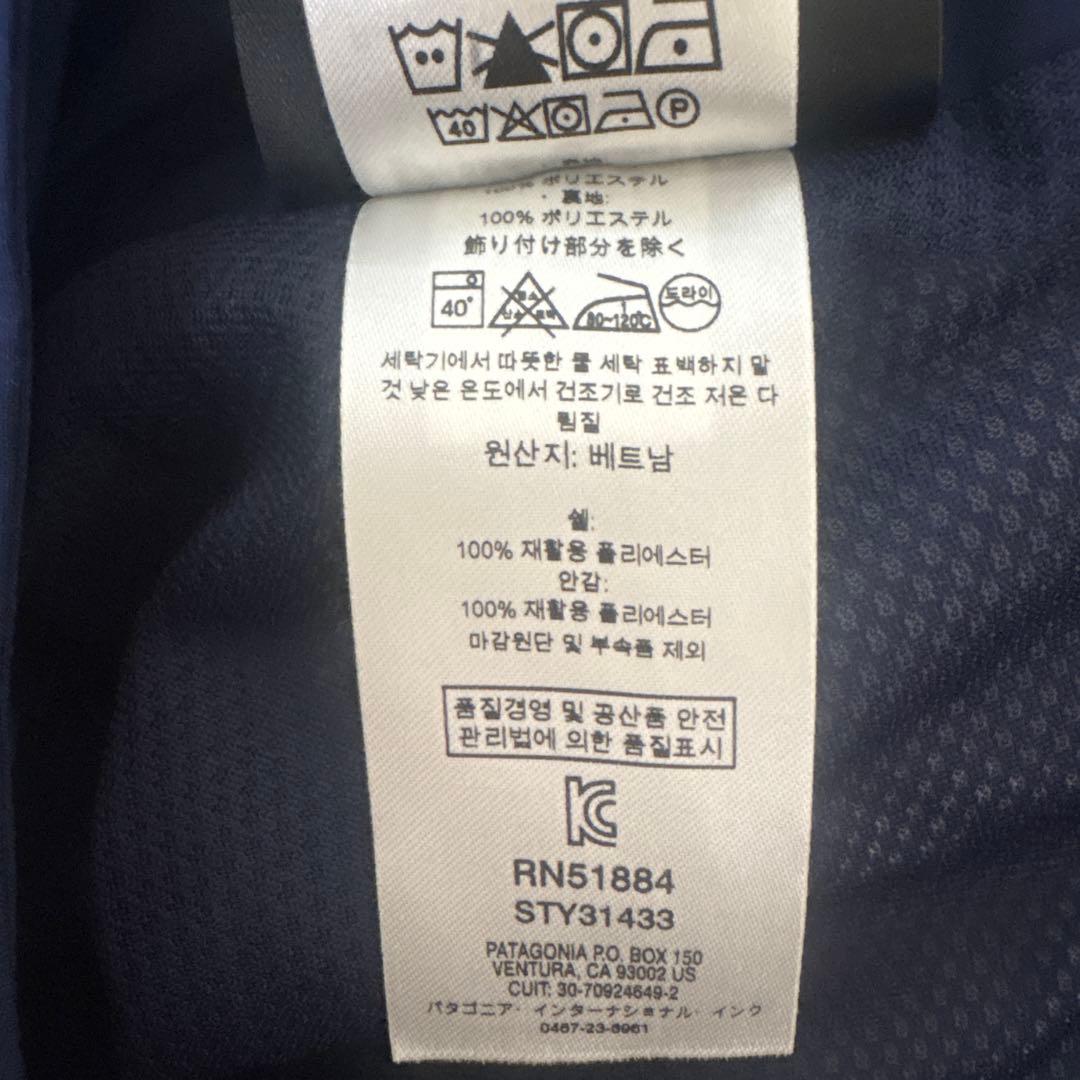 40
P
100% ポリエステル
裏地:
100% ポリエステル
飾り付け部分を除く
40°
80~120℃
드라이
세탁기에서 따뜻한 물 세탁 표백하지 말
것 낮은 온도에서 건조기로 건조 저온 다
림질
원산지: 베트남
쉘:
100% 재활용 폴리에스터
안감:
100% 재활용 폴리에스터
마감원단 및 부속품 제외
품질경영 및 공산품 안전
관리법에 의한 품질표시
RN51884
STY31433
PATAGONIA P.O. BOX 150
VENTURA, CA 93002 US
CUIT: 30-70924649-2
パタゴニア・インターナショナル・インク
0467-23-8961